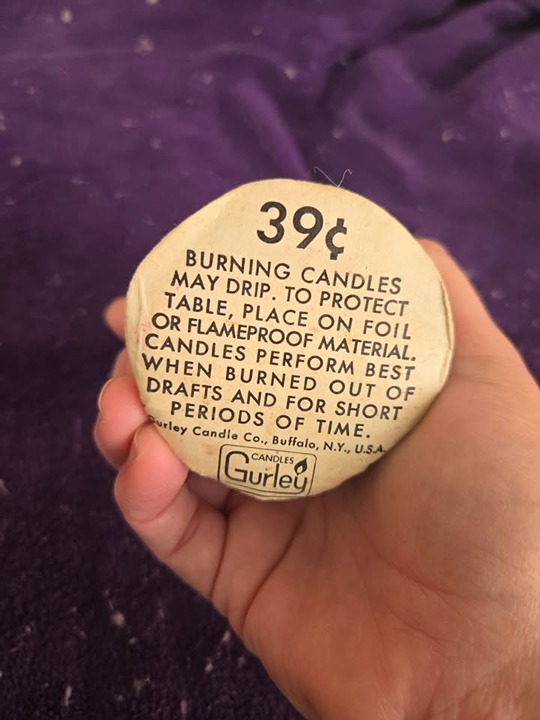 39¢
BURNING CANDLES
MAY DRIP. TO PROTECT
TABLE, PLACE ON FOIL
OR FLAMEPROOF MATERIAL.
CANDLES PERFORM BEST
WHEN BURNED OUT OF
DRAFTS AND FOR SHORT
PERIODS OF TIME.
Gurley Candle Co., Buffalo, N.Y., U.S.A.
CANDLES
Gurley